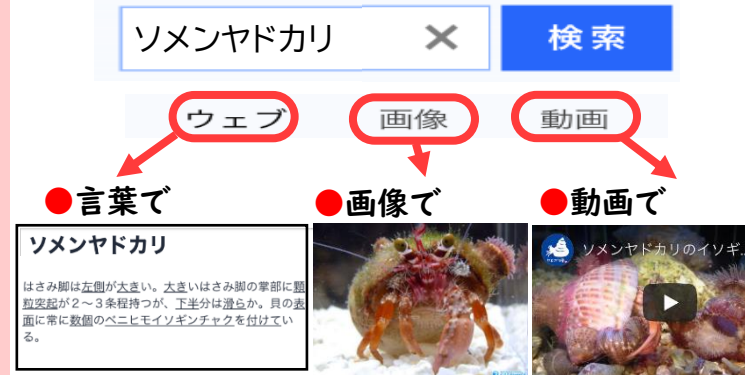 ソメンヤドカリ
検索
ウェブ 画像 動画
●言葉で
●画像で
●動画で
ソメンヤドカリ
はさみ脚は左側が大きい。大きいはさみ脚の掌部に顆
粒突起が2〜3条程持つが、下半分は滑らか。貝の表
面に常に数個のベニヒモイソギンチャクを付けてい
る。
ソメンヤドカリのイソギ...